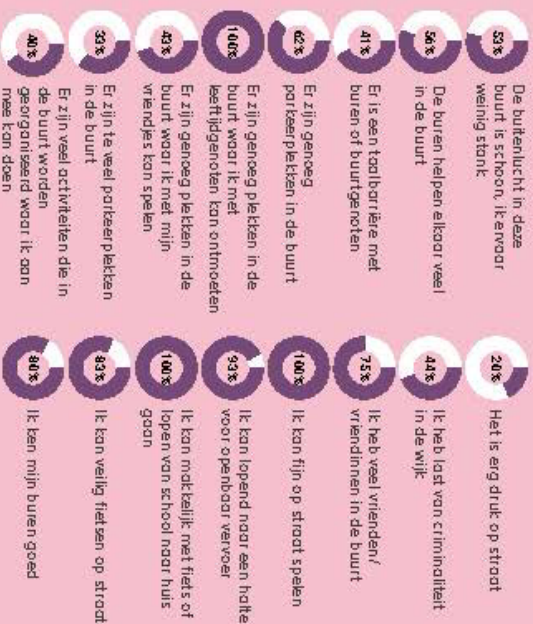 53%
De buitenlucht in deze
buurt is schoon, ik ervaar
weinig stank
56%
De buren helpen elkaar veel
in de buurt
41%
Er is een taalbarrière met
buren of buurtgenoten
62%
Er zijn genoeg
parkeerplekken in de buurt
100%
Er zijn genoeg plekken in de
buurt waar ik met
leeftijdgenoten kan ontmoeten
43%
Er zijn genoeg plekken in de
buurt waar ik met mijn
vriendjes kan spelen
33%
Er zijn te veel parkeerplekken
in de buurt
40%
Er zijn veel activiteiten die in
de buurt worden
georganiseerd waar ik aan
mee kan doen
20%
Het is erg druk op straat
44%
Ik heb last van criminaliteit
in de wijk
75%
Ik heb veel vrienden/
vriendinnen in de buurt
100%
Ik kan fijn op straat spelen
93%
Ik kan lopend naar een halte
voor openbaar vervoer
100%
Ik kan makkelijk met fiets of
lopen van school naar huis
gaan
83%
Ik kan veilig fietsen op straat
80%
Ik ken mijn buren goed